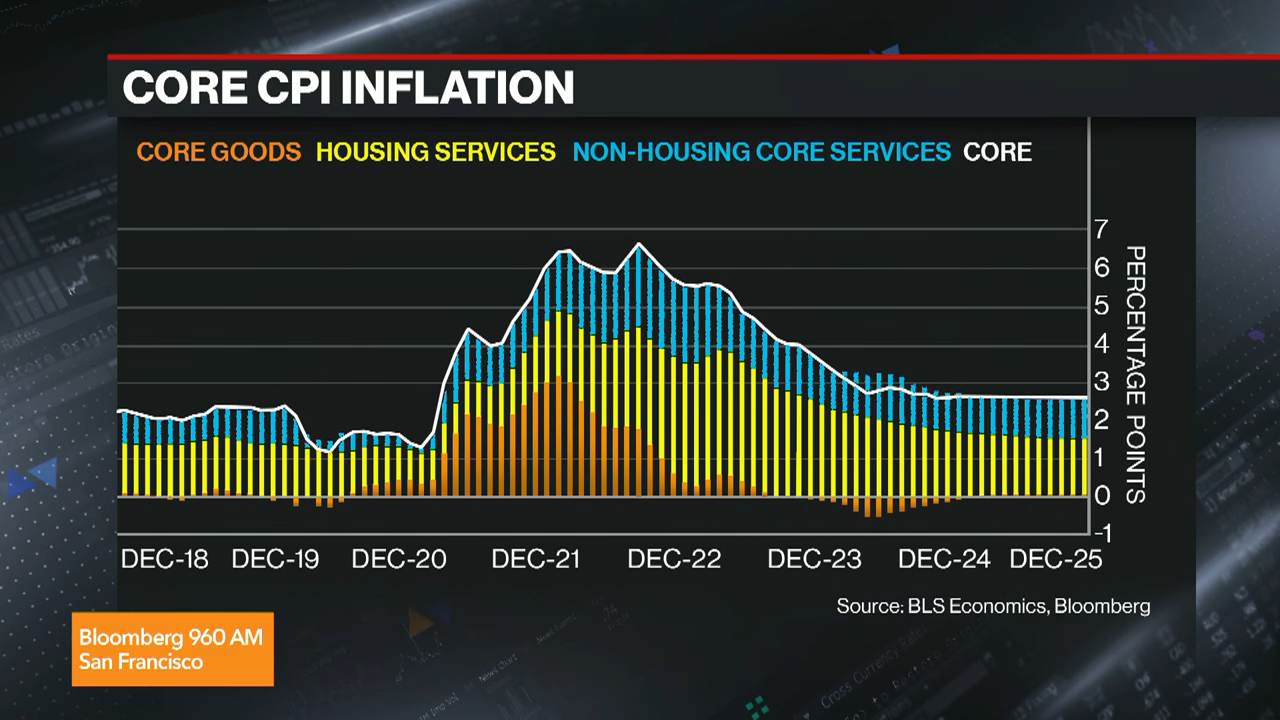 CORE CPI INFLATION
CORE GOODS HOUSING SERVICES NON-HOUSING CORE SERVICES CORE
7
6
5
4
3
2
1
0
-1
PERCENTAGE POINTS
DEC-18 DEC-19 DEC-20 DEC-21 DEC-22 DEC-23 DEC-24 DEC-25
Source: BLS Economics, Bloomberg
Bloomberg 960 AM
San Francisco